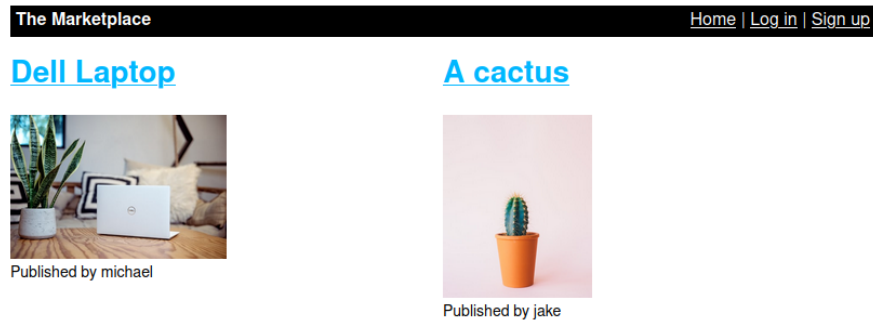 The Marketplace
Home | Log in | Sign up
Dell Laptop
A cactus
Published by michael
Published by jake